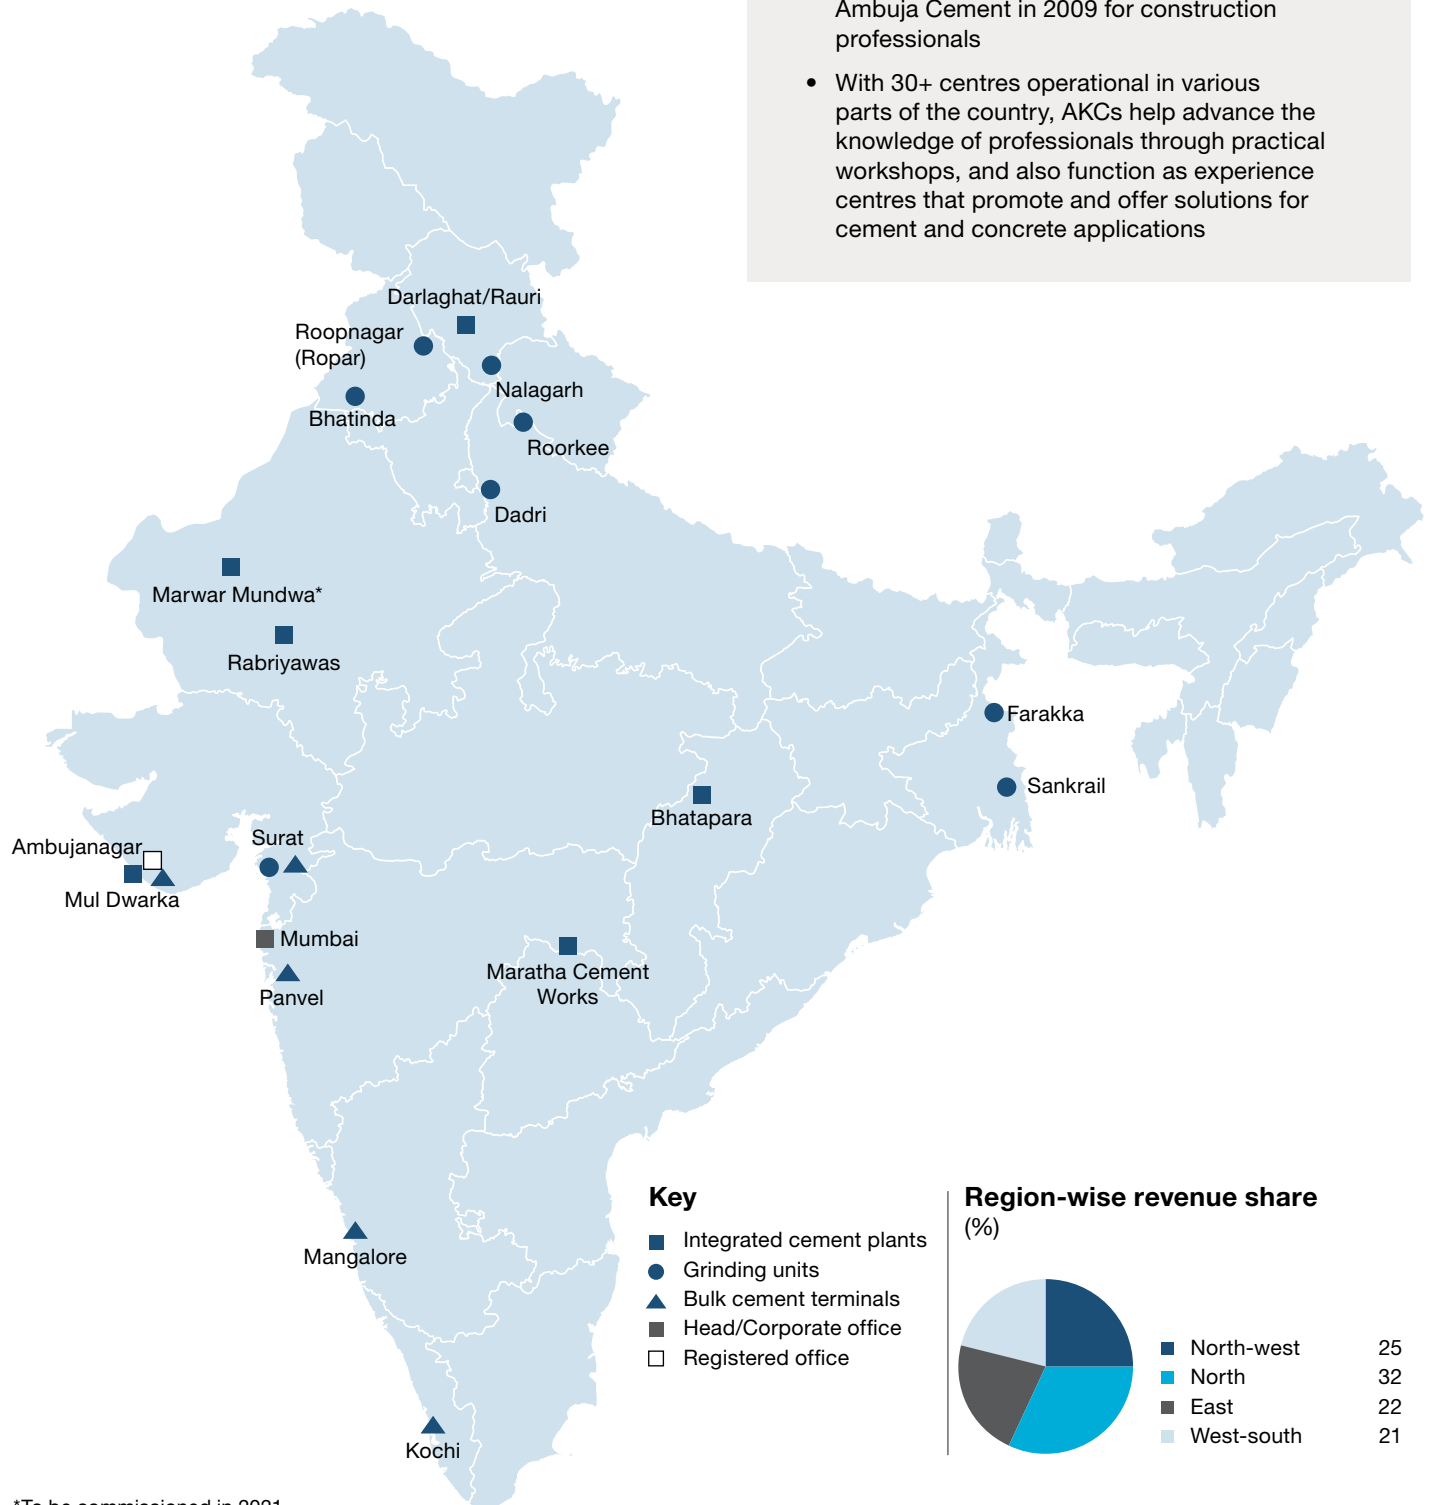 Ambuja Cement in 2009 for construction
professionals
• With 30+ centres operational in various
parts of the country, AKCs help advance the
knowledge of professionals through practical
workshops, and also function as experience
centres that promote and offer solutions for
cement and concrete applications
Darlaghat/Rauri
Roopnagar
(Ropar)
Nalagarh
Bhatinda
Roorkee
Dadri
Marwar Mundwa*
Rabriyawas
Farakka
Sankrail
Bhatapara
Surat
Ambujanagar
Mul Dwarka
Mumbai
Maratha Cement
Works
Panvel
Mangalore
Kochi
Key
Integrated cement plants
Grinding units
Bulk cement terminals
Head/Corporate office
Registered office
Region-wise revenue share
(%)
North-west 25
North 32
East 22
West-south 21
*To be commissioned in 2021